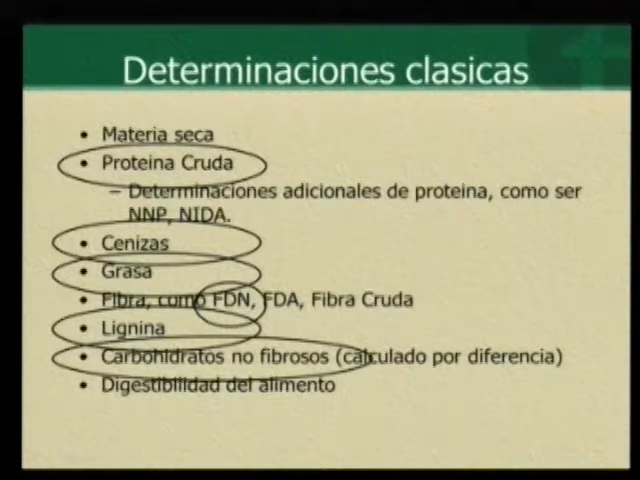 Determinaciones clasicas
• Materia seca
• Proteina Cruda
– Determinaciones adicionales de proteina, como ser
NNP, NIDA.
• Cenizas
• Grasa
• Fibra, como FDN, FDA, Fibra Cruda
• Lignina
• Carbohidratos no fibrosos (calculado por diferencia)
• Digestibilidad del alimento